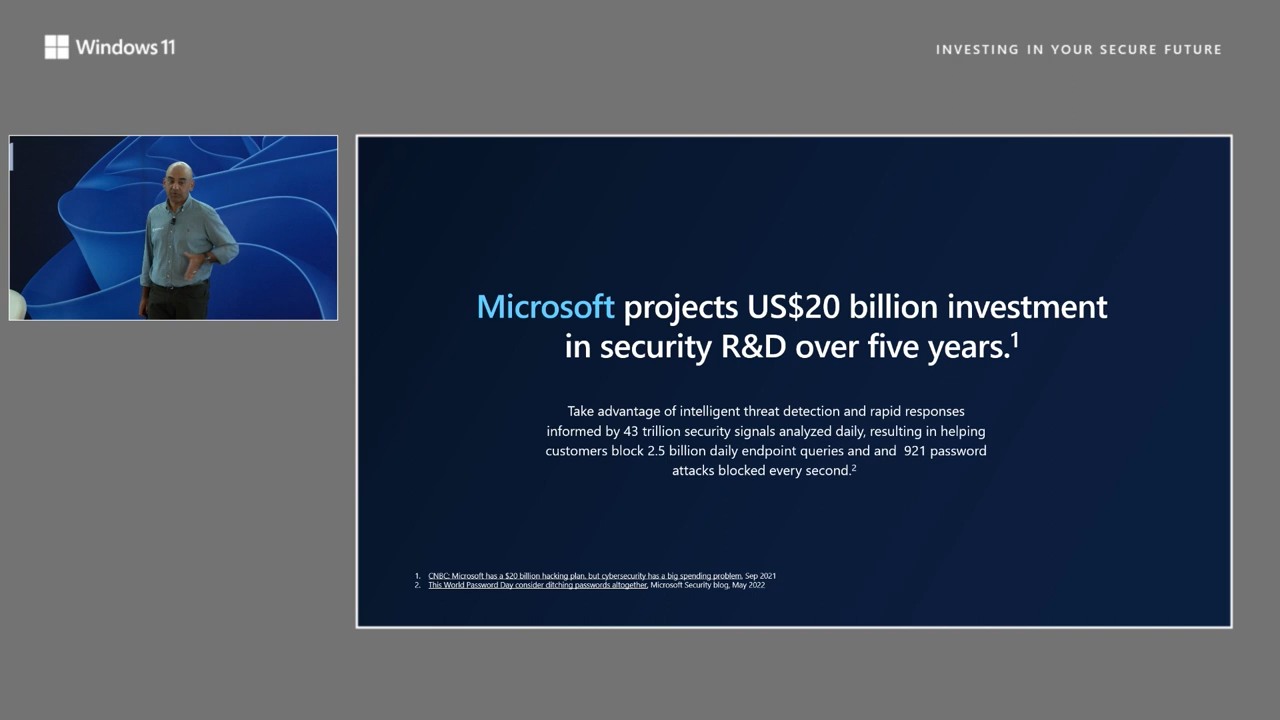 Windows 11
INVESTING IN YOUR SECURE FUTURE
Microsoft projects US$20 billion investment
in security R&D over five years.1
Take advantage of intelligent threat detection and rapid responses
informed by 43 trillion security signals analyzed daily, resulting in helping
customers block 2.5 billion daily endpoint queries and and  921 password
attacks blocked every second.2
1. CNBC: Microsoft has a $20 billion hacking plan, but cybersecurity has a big spending problem, Sep 2021
2. This World Password Day consider ditching passwords altogether, Microsoft Security blog, May 2022